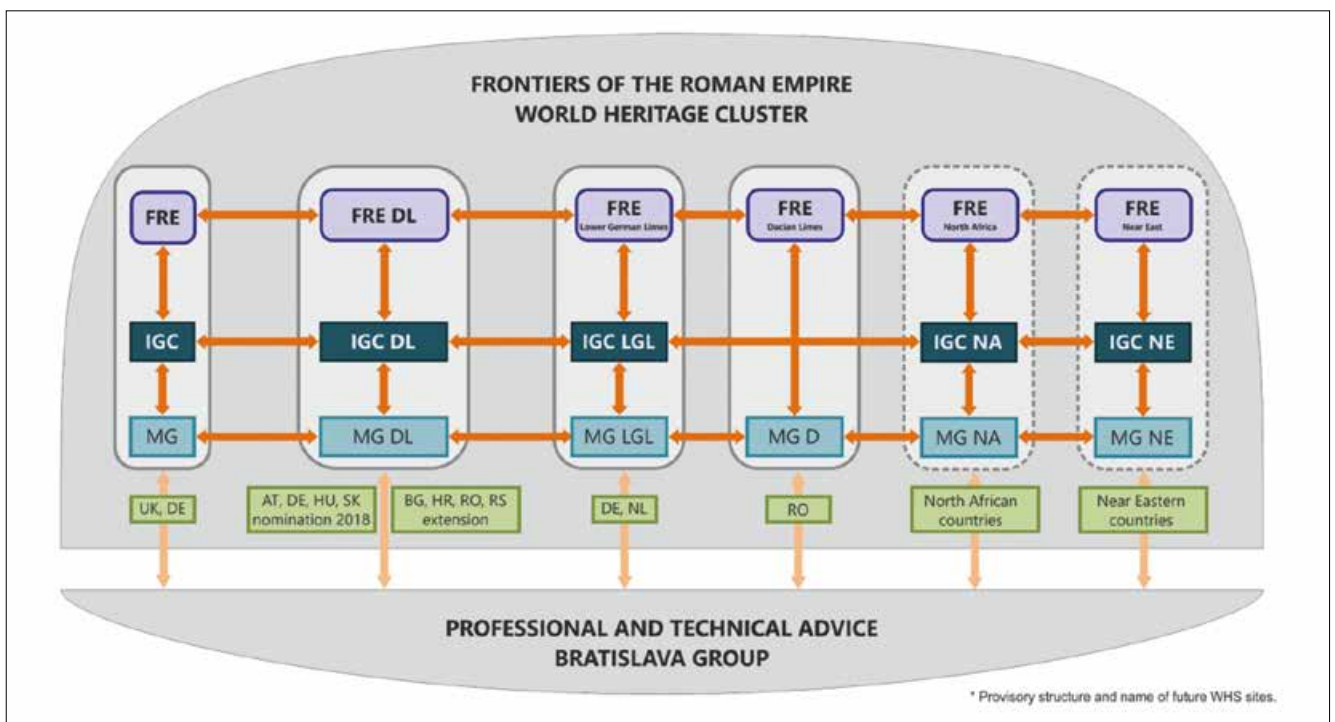 FRONTIERS OF THE ROMAN EMPIRE
WORLD HERITAGE CLUSTER
FRE
FRE DL
FRE
Lower German Limes
FRE
Dacian Limes
FRE
North Africa
FRE
Near East
IGC
IGC DL
IGC LGL
IGC NA
IGC NE
MG
MG DL
MG LGL
MG D
MG NA
MG NE
UK, DE
AT, DE, HU, SK
nomination 2018
BG, HR, RO, RS
extension
DE, NL
RO
North African
countries
Near Eastern
countries
PROFESSIONAL AND TECHNICAL ADVICE
BRATISLAVA GROUP
* Provisory structure and name of future WHS sites.